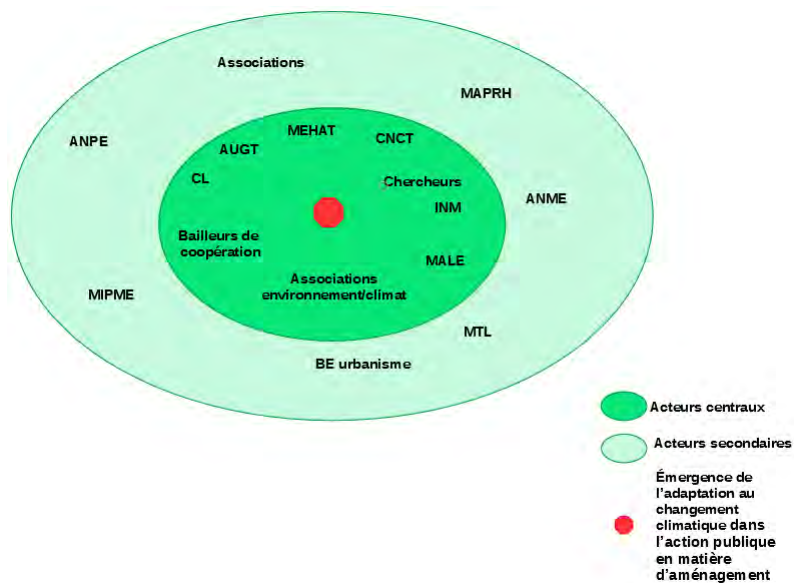 Associations
MAPRH
MEHAT
ANPE
CNCT
AUGT
CL
Chercheurs
ANME
INM
Bailleurs de
coopération
MALE
Associations
environnement/climat
MIPME
MTL
BE urbanisme
Acteurs centraux
Acteurs secondaires
Émergence de
l'adaptation au
changement
climatique dans
l'action publique
en matière
d'aménagement